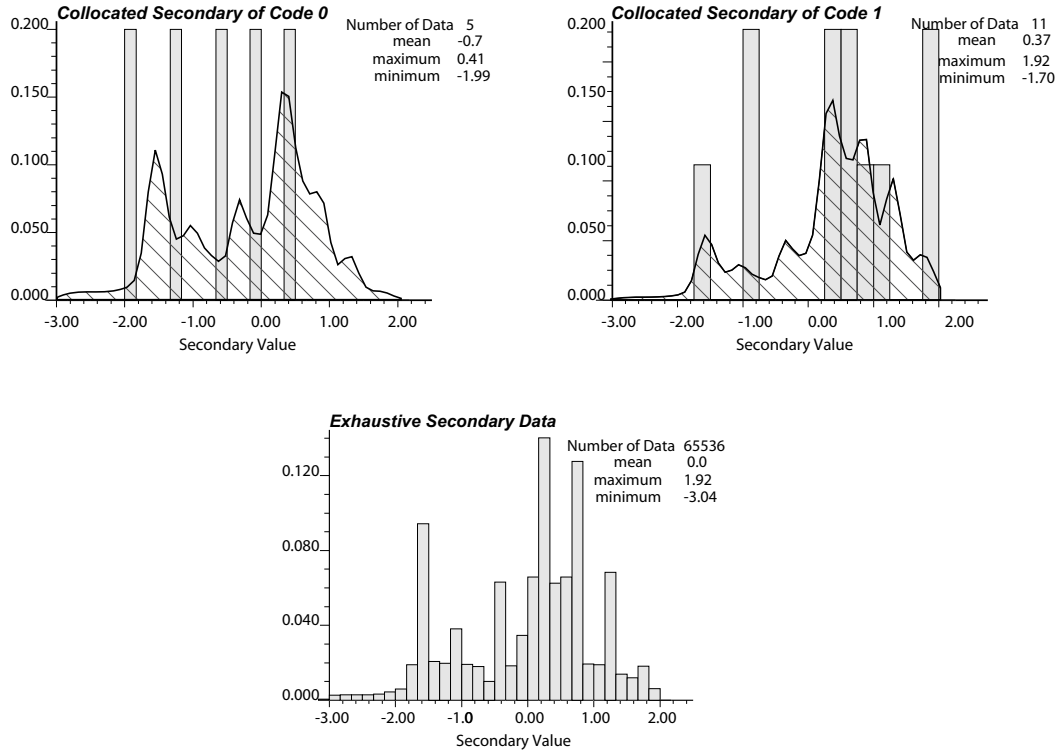 Collocated Secondary of Code 0
Number of Data 5
mean -0.7
maximum 0.41
minimum -1.99
0.200
0.150
0.100
0.050
0.000
-3.00 -2.00 -1.00 0.00 1.00 2.00
Secondary Value
Collocated Secondary of Code 1
Number of Data 11
mean 0.37
maximum 1.92
minimum -1.70
0.200
0.150
0.100
0.050
0.000
-3.00 -2.00 -1.00 0.00 1.00 2.00
Secondary Value
Exhaustive Secondary Data
Number of Data 65536
mean 0.0
maximum 1.92
minimum -3.04
0.120
0.080
0.040
0.000
-3.00 -2.00 -1.0 0.00 1.00 2.00
Secondary Value